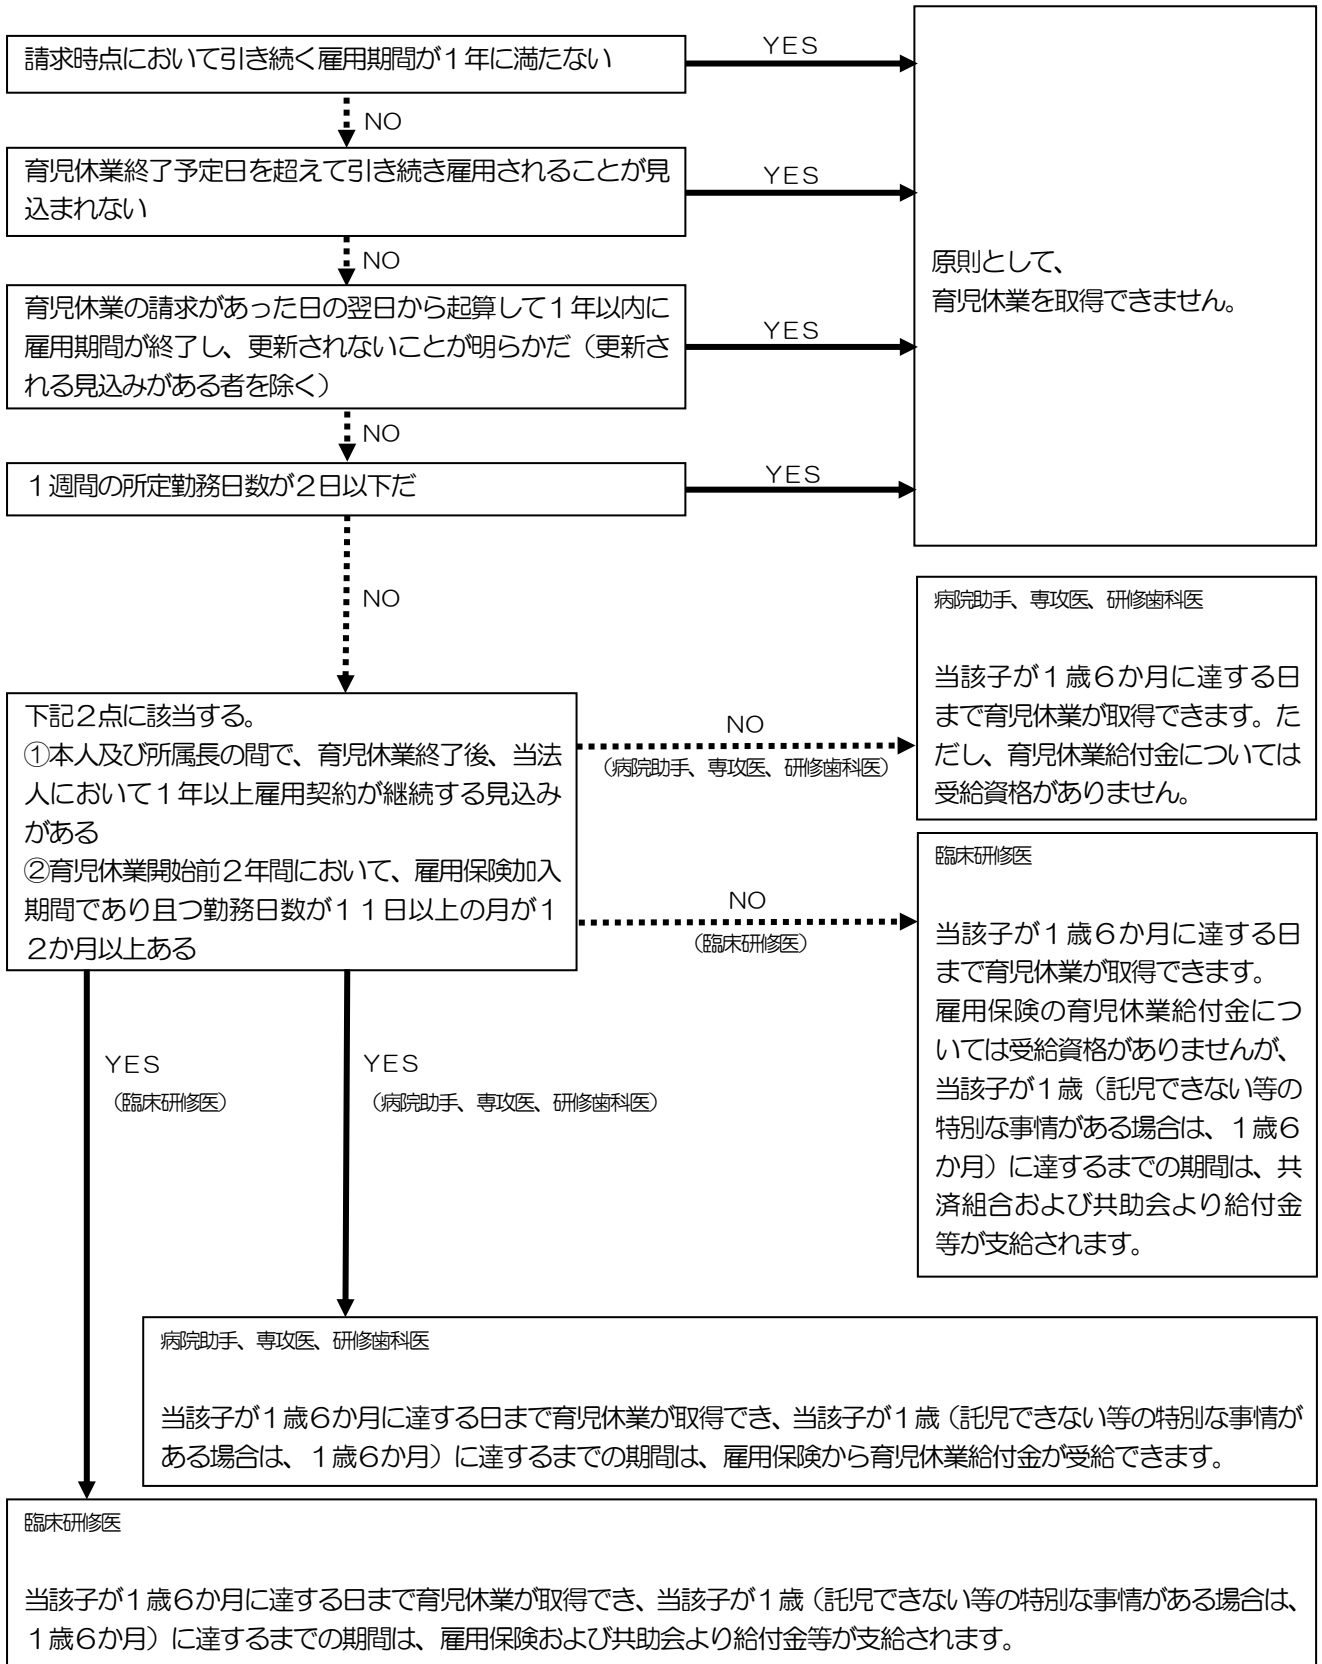 請求時点において引き続く雇用期間が1年に満たない
YES
NO
育児休業終了予定日を超えて引き続き雇用されることが見
込まれない
YES
NO
育児休業の請求があった日の翌日から起算して1年以内に
雇用期間が終了し、更新されないことが明らかだ(更新さ
れる見込みがある者を除く)
YES
NO
1週間の所定勤務日数が2日以下だ
YES
原則として、
育児休業を取得できません。
NO
下記2点に該当する。
①本人及び所属長の間で、育児休業終了後、当法
人において1年以上雇用契約が継続する見込み
がある
②育児休業開始前2年間において、雇用保険加入
期間であり且つ勤務日数が11日以上の月が1
2か月以上ある
NO
(病院助手、専攻医、研修歯科医)
病院助手、専攻医、研修歯科医
当該子が1歳6か月に達する日
まで育児休業が取得できます。た
だし、育児休業給付金については
受給資格がありません。
NO
(臨床研修医)
臨床研修医
当該子が1歳6か月に達する日
まで育児休業が取得できます。
雇用保険の育児休業給付金につ
いては受給資格がありませんが、
当該子が1歳(託児できない等の
特別な事情がある場合は、1歳6
か月)に達するまでの期間は、共
済組合および共助会より給付金
等が支給されます。
YES
(臨床研修医)
YES
(病院助手、専攻医、研修歯科医)
病院助手、専攻医、研修歯科医
当該子が1歳6か月に達する日まで育児休業が取得でき、当該子が1歳(託児できない等の特別な事情が
ある場合は、1歳6か月)に達するまでの期間は、雇用保険から育児休業給付金が受給できます。
臨床研修医
当該子が1歳6か月に達する日まで育児休業が取得でき、当該子が1歳(託児できない等の特別な事情がある場合は、
1歳6か月)に達するまでの期間は、雇用保険および共助会より給付金等が支給されます。